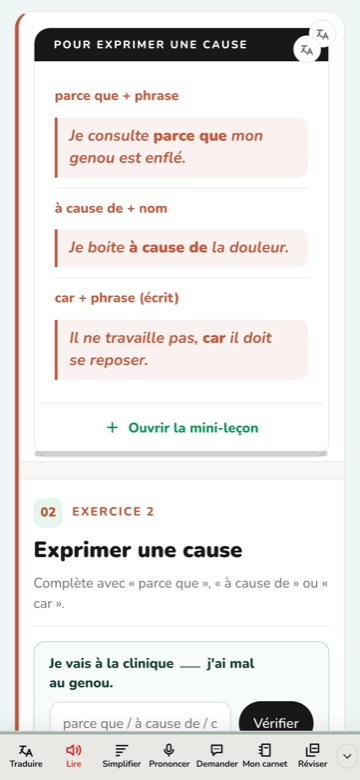 POUR EXPRIMER UNE CAUSE
parce que + phrase
Je consulte parce que mon
genou est enflé.
à cause de + nom
Je boite à cause de la douleur.
car + phrase (écrit)
Il ne travaille pas, car il doit
se reposer.
+ Ouvrir la mini-leçon
02 EXERCICE 2
Exprimer une cause
Complète avec « parce que », « à cause de » ou «
car ».
Je vais à la clinique ___ j'ai mal
au genou.
parce que / à cause de / c
Vérifier
Traduire Lire Simplifier Prononcer Demander Mon carnet Réviser